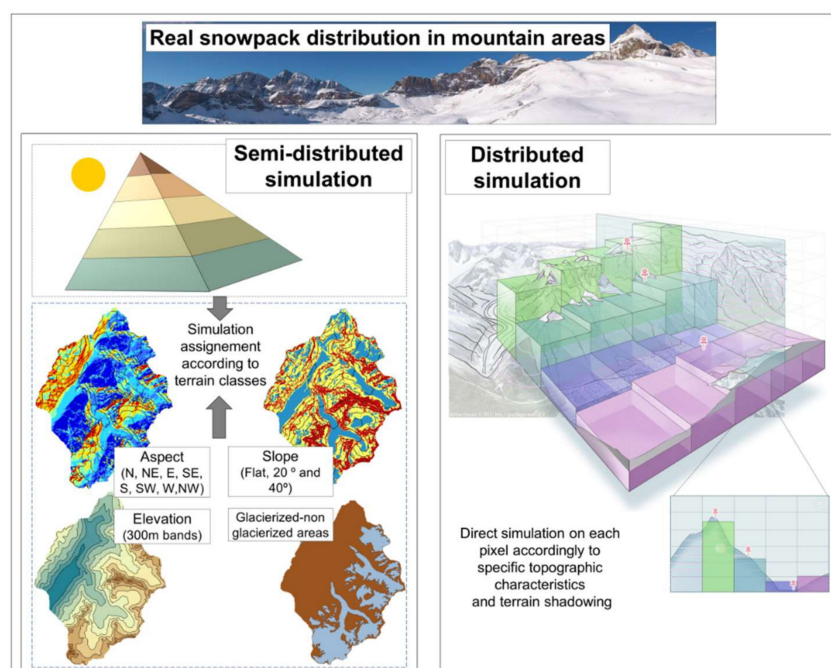 Real snowpack distribution in mountain areas
Semi-distributed
simulation
Simulation
assignement
according to
terrain classes
Aspect
(N, NE, E, SE,
S, SW, W,NW)
Slope
(Flat, 20 º and
40º)
Elevation
(300m bands)
Glacierized-non
glacierized areas
Distributed
simulation
Direct simulation on each
pixel accordingly to
specific topographic
characteristics
and terrain shadowing